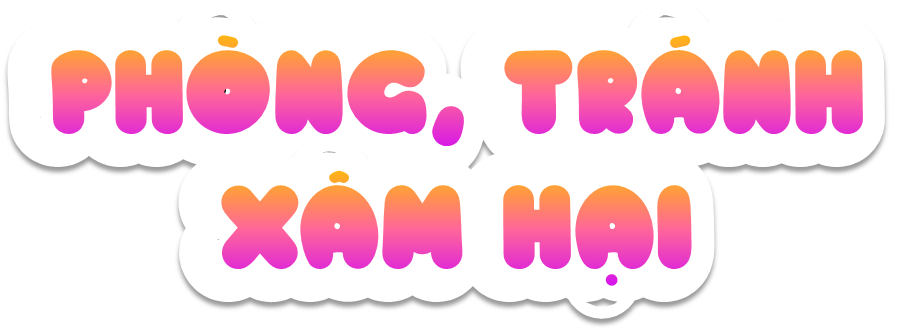 PHÒNG, TRÁNH
XÂM HẠI